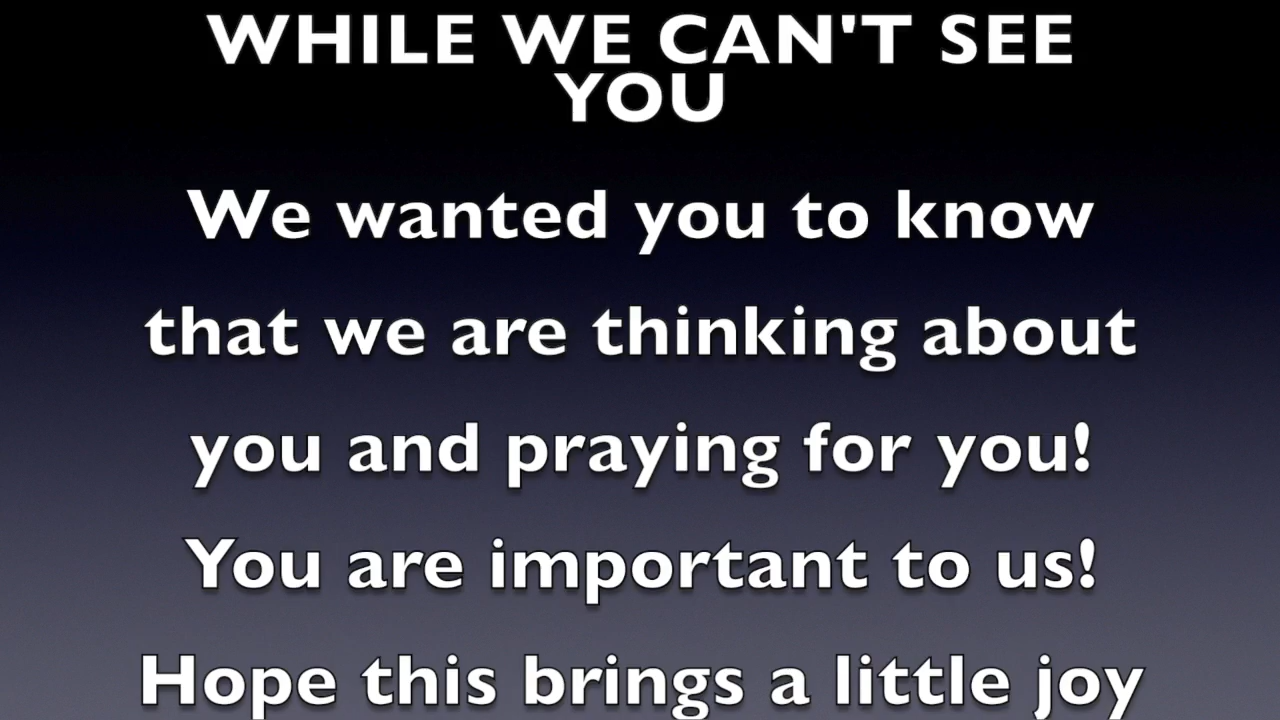 WHILE WE CAN'T SEE
YOU
We wanted you to know
that we are thinking about
you and praying for you!
You are important to us!
Hope this brings a little joy